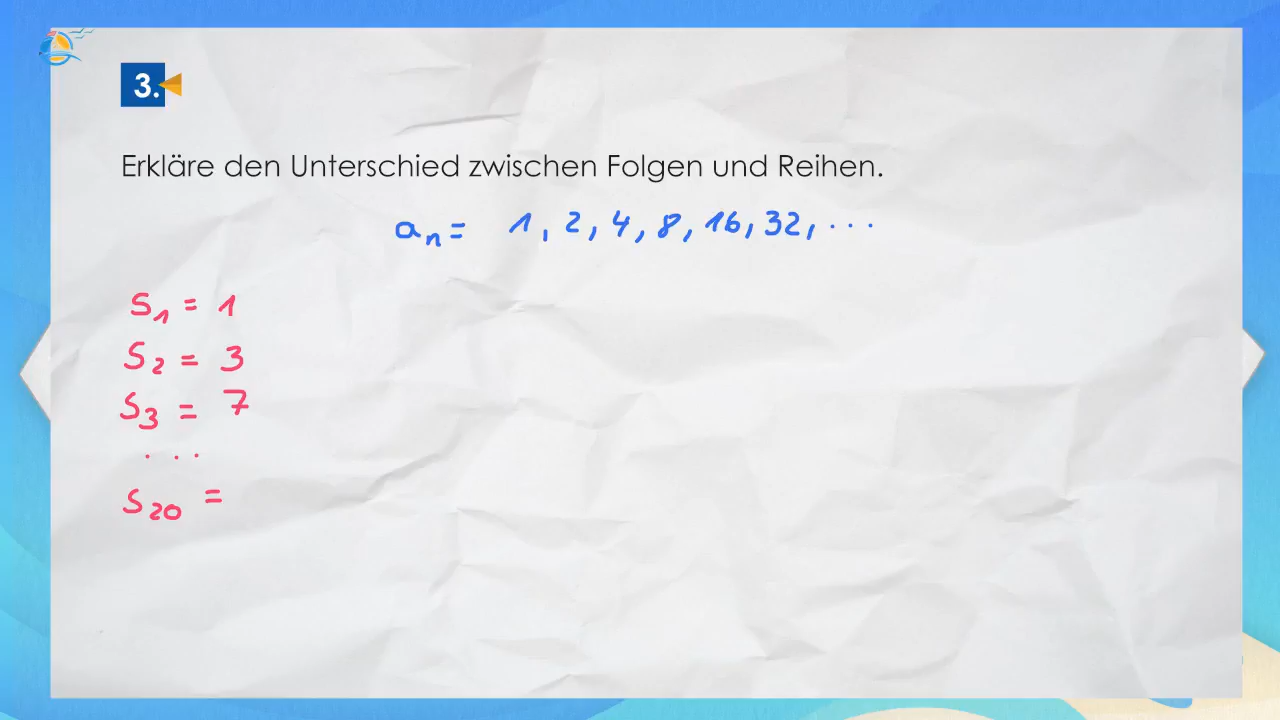 3.
Erkläre den Unterschied zwischen Folgen und Reihen.
aₙ = 1, 2, 4, 8, 16, 32, ...
S₁ = 1
S₂ = 3
S₃ = 7
...
S₂₀ =